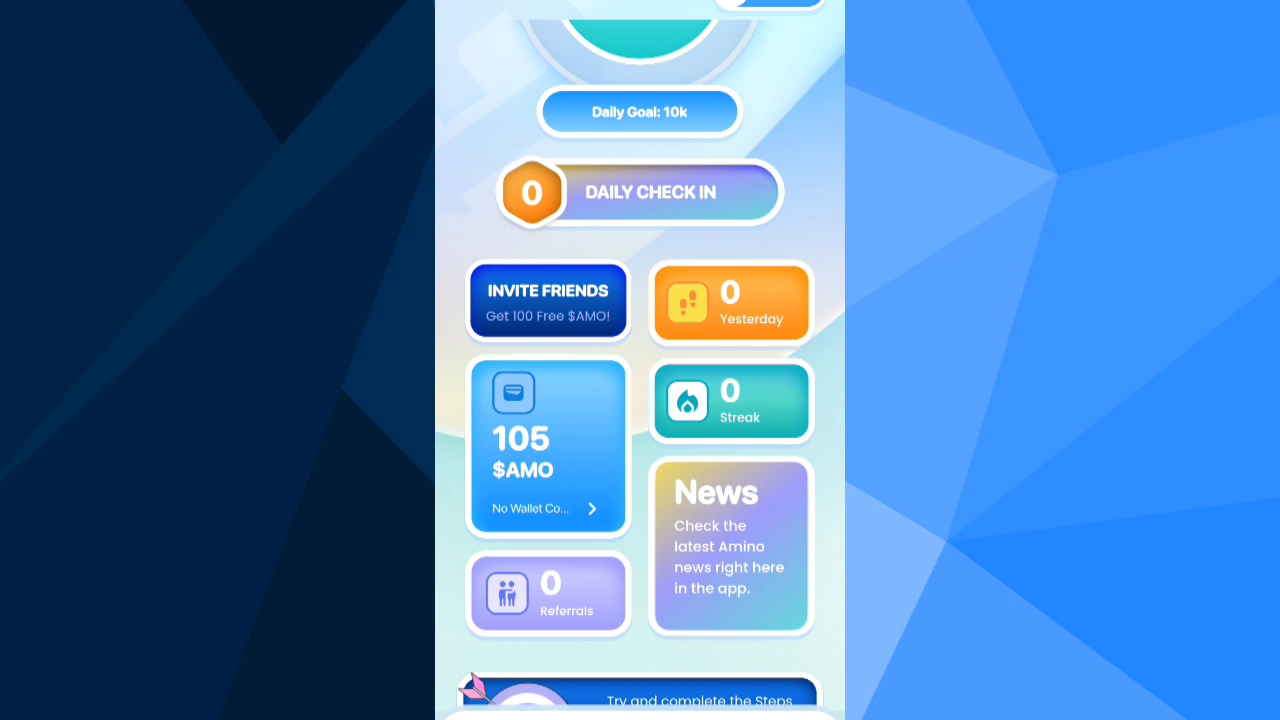 Daily Goal: 10k
0
DAILY CHECK IN
INVITE FRIENDS
Get 100 Free $AMO!
0
Yesterday
105
$AMO
No Wallet Co...
0
Streak
News
Check the
latest Amino
news right here
in the app.
0
Referrals
Try and complete the Steps